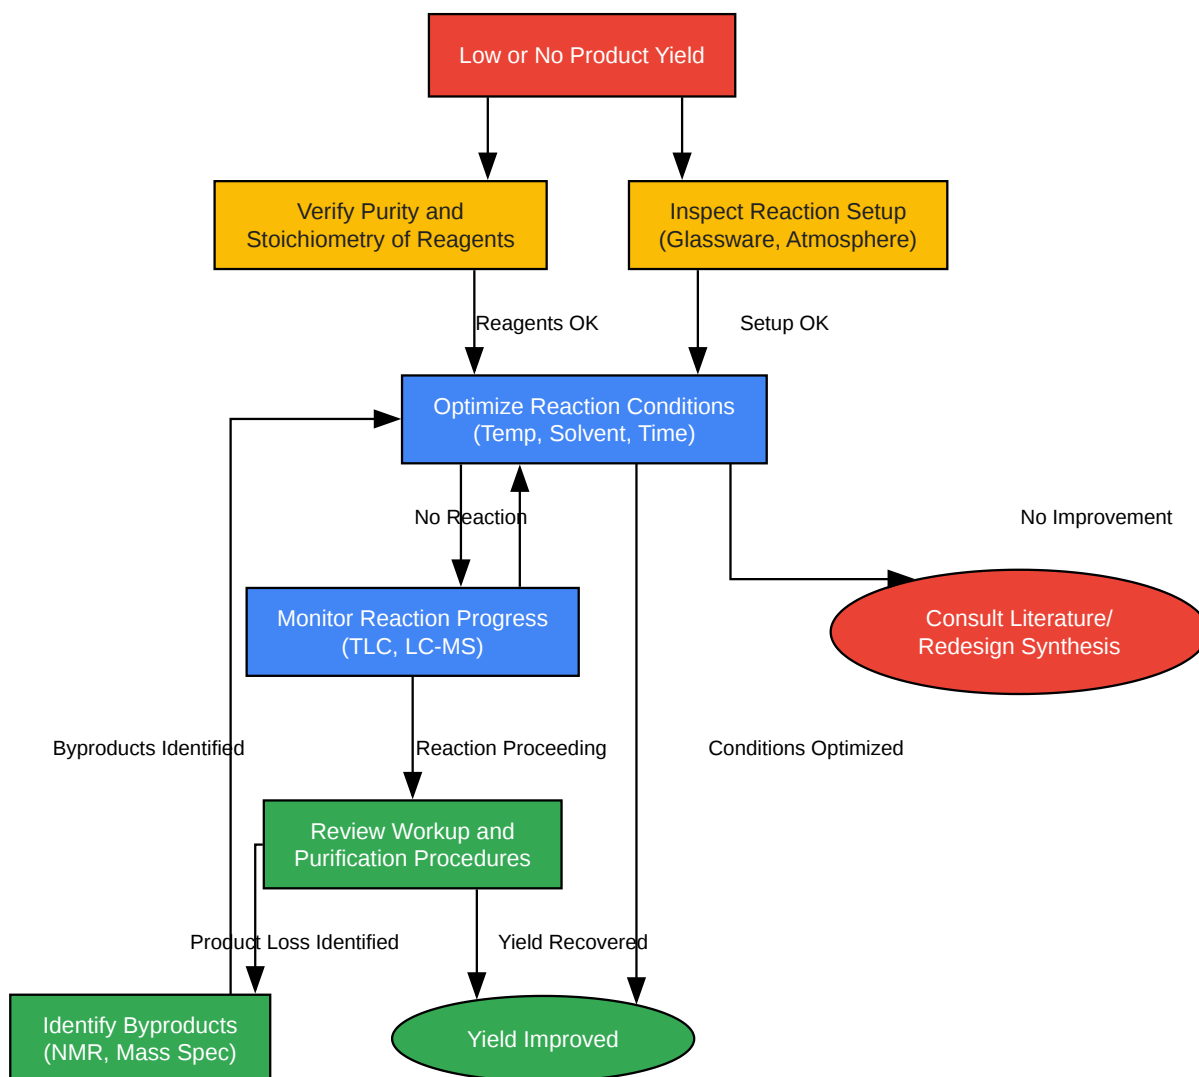 Low or No Product Yield
Verify Purity and
Stoichiometry of Reagents
Inspect Reaction Setup
(Glassware, Atmosphere)
Reagents OK
Setup OK
Optimize Reaction Conditions
(Temp, Solvent, Time)
No Reaction
No Improvement
Monitor Reaction Progress
(TLC, LC-MS)
Consult Literature/
Redesign Synthesis
Byproducts Identified
Reaction Proceeding
Conditions Optimized
Review Workup and
Purification Procedures
Product Loss Identified
Yield Recovered
Identify Byproducts
(NMR, Mass Spec)
Yield Improved